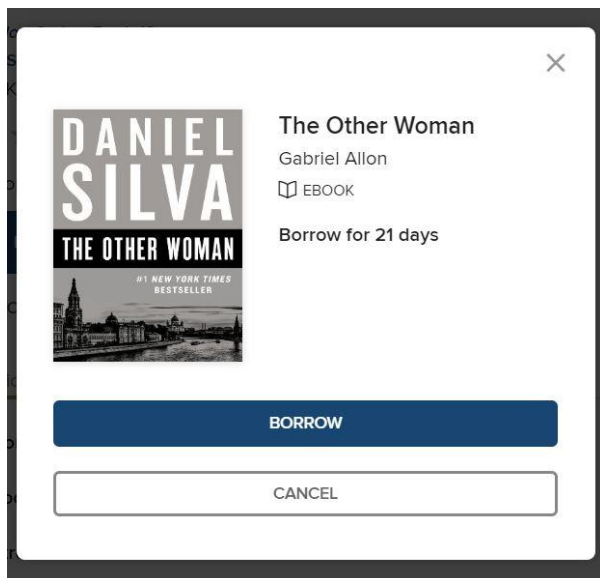 DANIEL
SILVA
THE OTHER WOMAN
#1 NEW YORK TIMES
BESTSELLER
The Other Woman
Gabriel Allon
EBOOK
Borrow for 21 days
BORROW
CANCEL